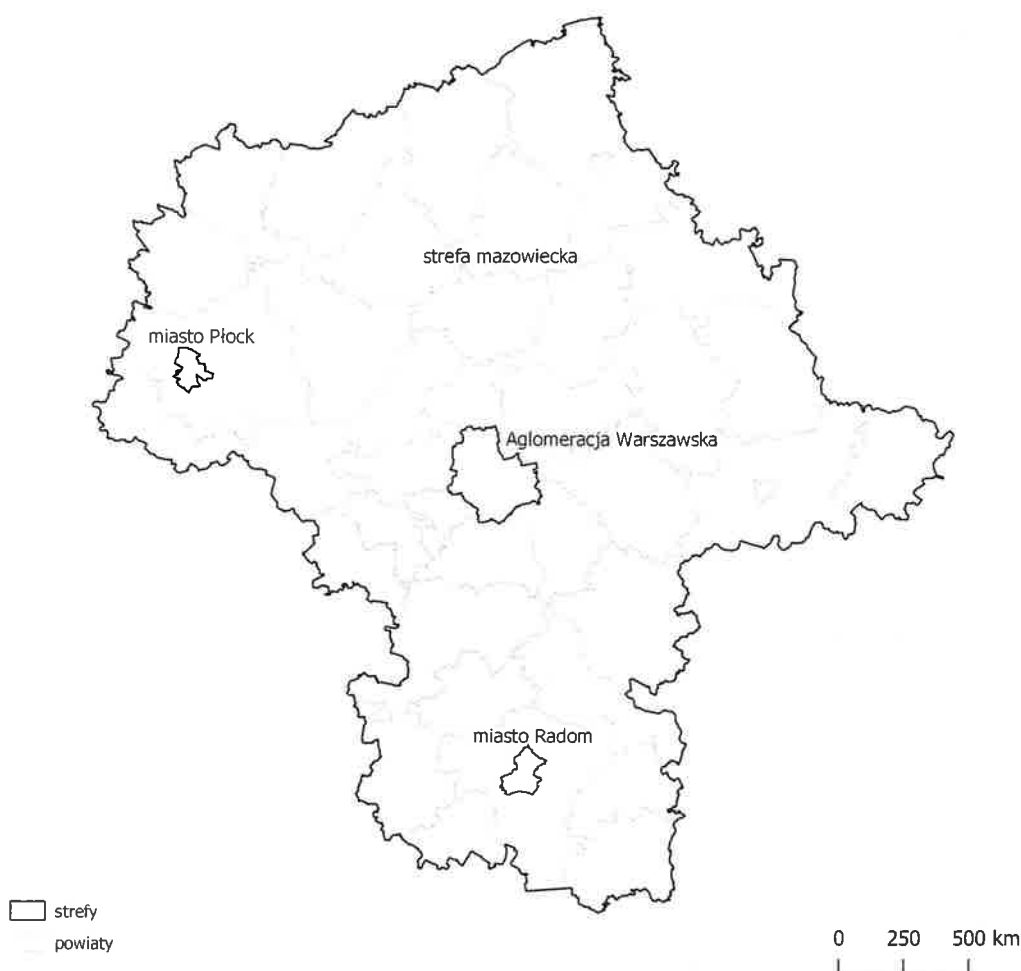 strefa mazowiecka
miasto Płock
Aglomeracja Warszawska
miasto Radom
strefy
powiaty
0 250 500 km